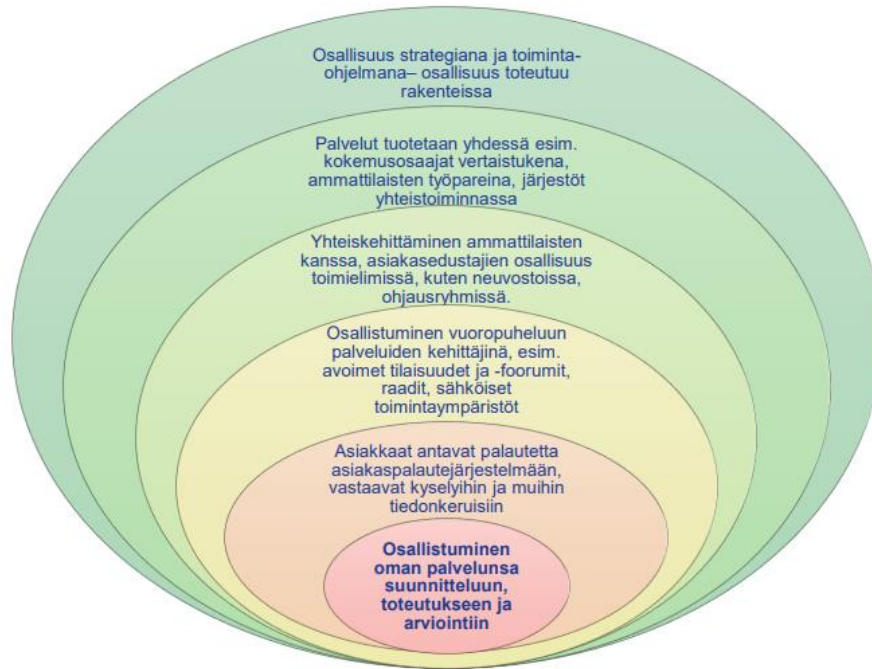 Osallisuus strategiana ja toiminta-
ohjelmana– osallisuus toteutuu
rakenteissa
Palvelut tuotetaan yhdessä esim.
kokemusosaajat vertaistukena,
ammattilaisten työpareina, järjestöt
yhteistoiminnassa
Yhteiskehittäminen ammattilaisten
kanssa, asiakasedustajien osallisuus
toimielimissä, kuten neuvostoissa,
ohjausryhmissä.
Osallistuminen vuoropuheluun
palveluiden kehittäjinä, esim.
avoimet tilaisuudet ja -foorumit,
raadit, sähköiset
toimintaympäristöt
Asiakkaat antavat palautetta
asiakaspalautejärjestelmään,
vastaavat kyselyihin ja muihin
tiedonkeruisiin
Osallistuminen
oman palvelunsa
suunnitteluun,
toteutukseen ja
arviointiin